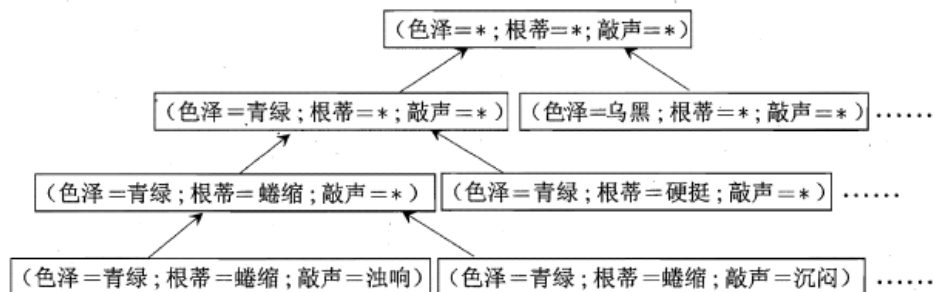 (色泽=*;根蒂=*;敲声=*)
(色泽=青绿;根蒂=*;敲声=*) (色泽=乌黑;根蒂=*;敲声=*) ……
(色泽=青绿;根蒂=蜷缩;敲声=*) (色泽=青绿;根蒂=硬挺;敲声=*) ……
(色泽=青绿;根蒂=蜷缩;敲声=浊响) (色泽=青绿;根蒂=蜷缩;敲声=沉闷) ……